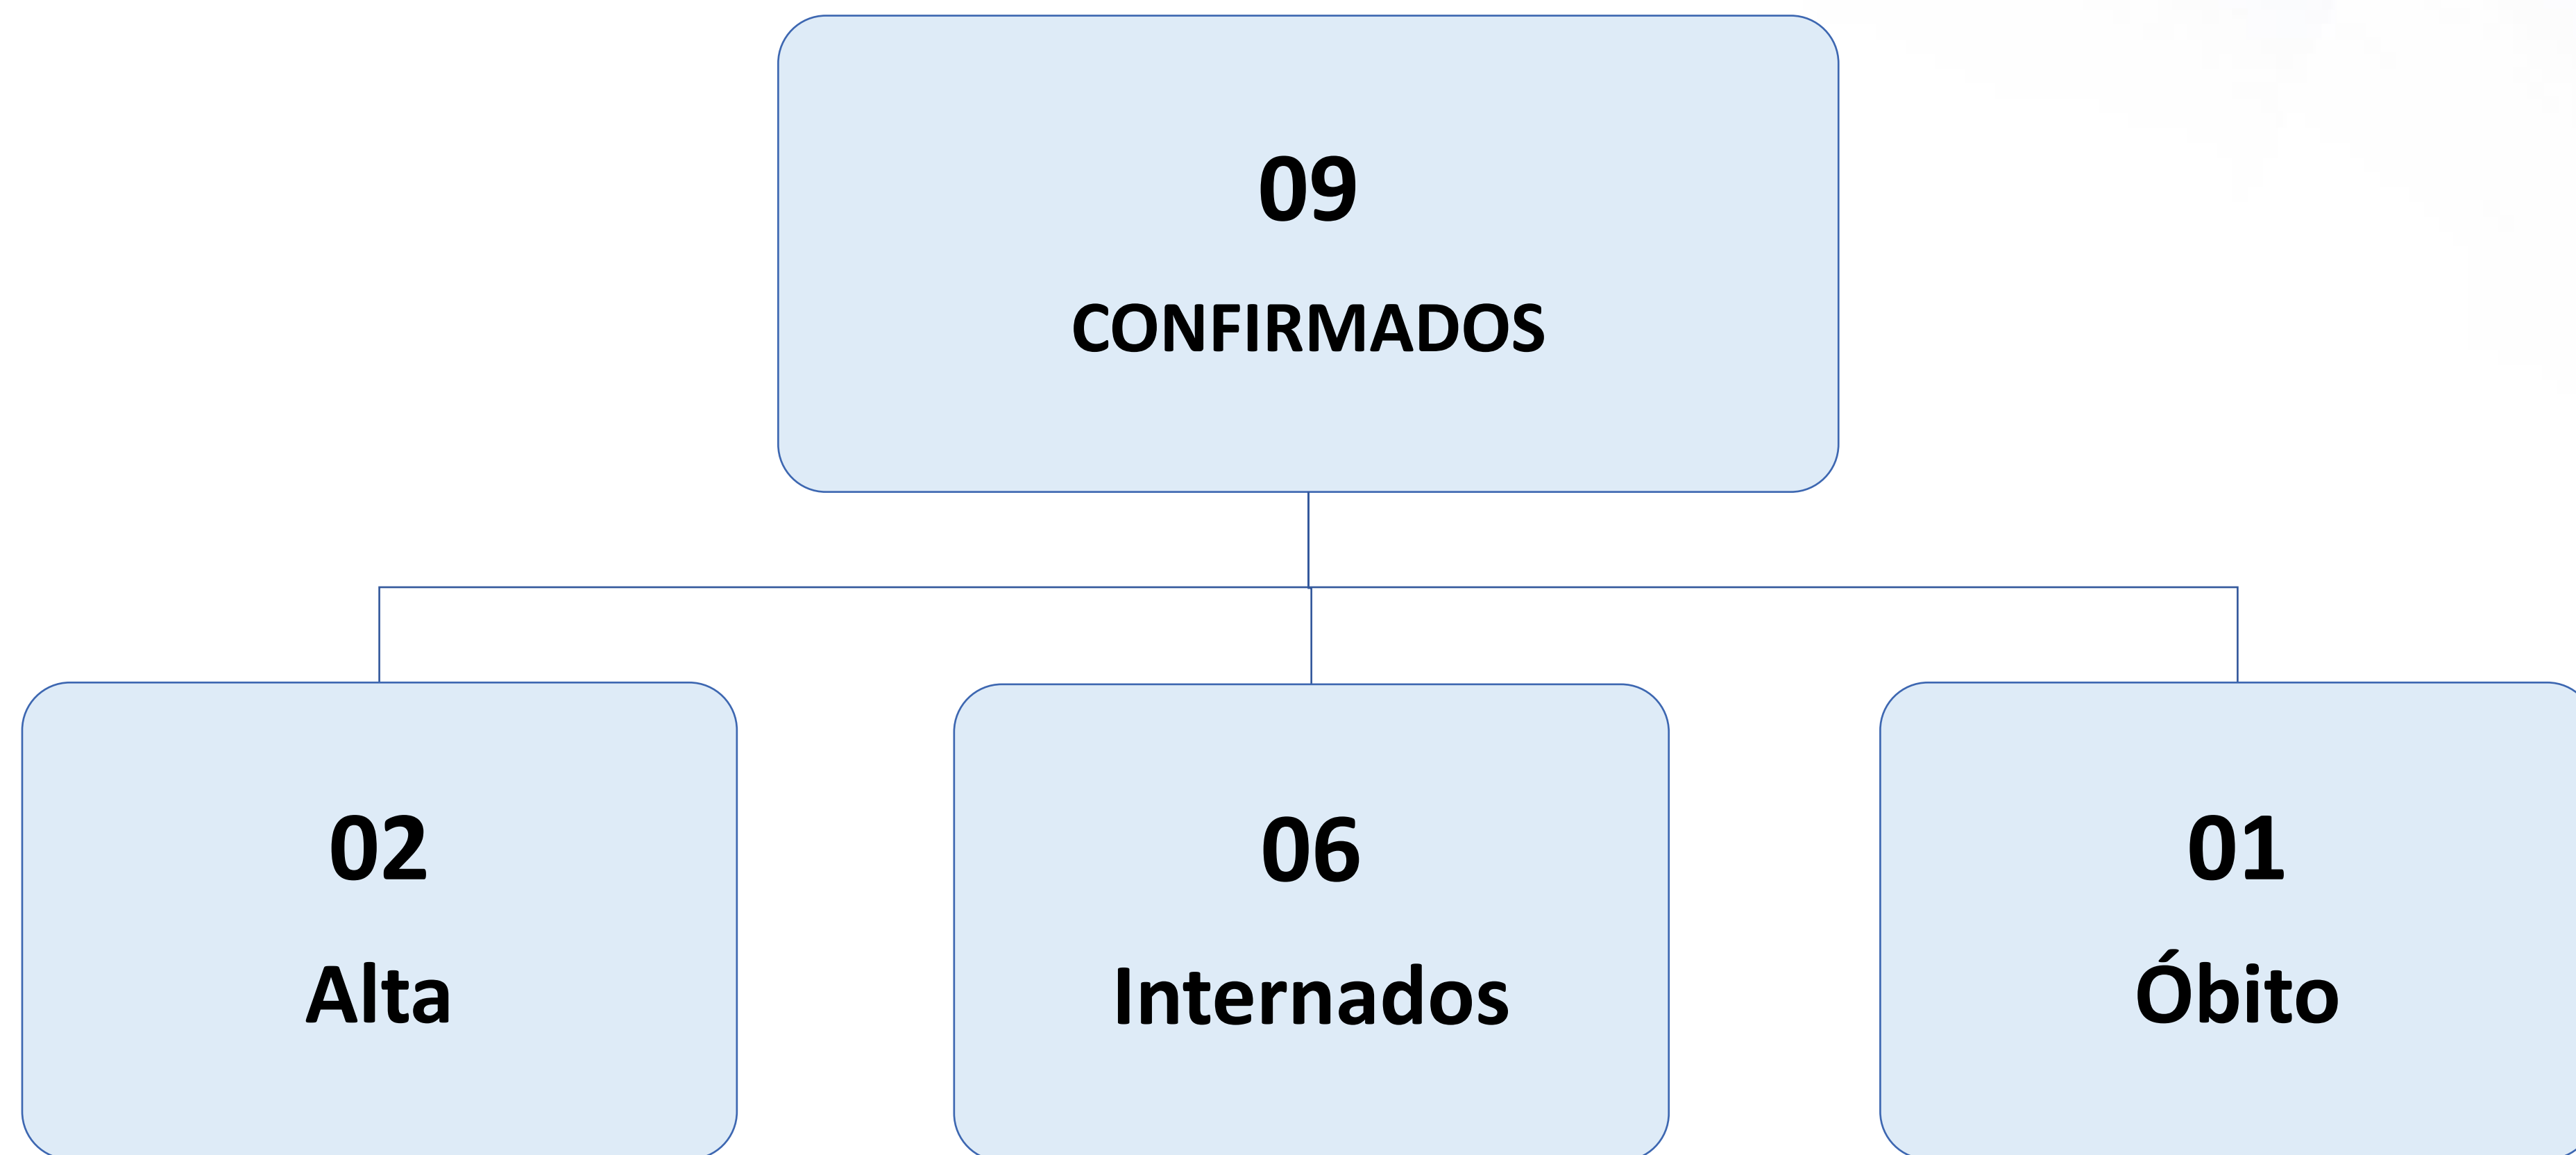 09
CONFIRMADOS
02
Alta
06
Internados
01
Óbito